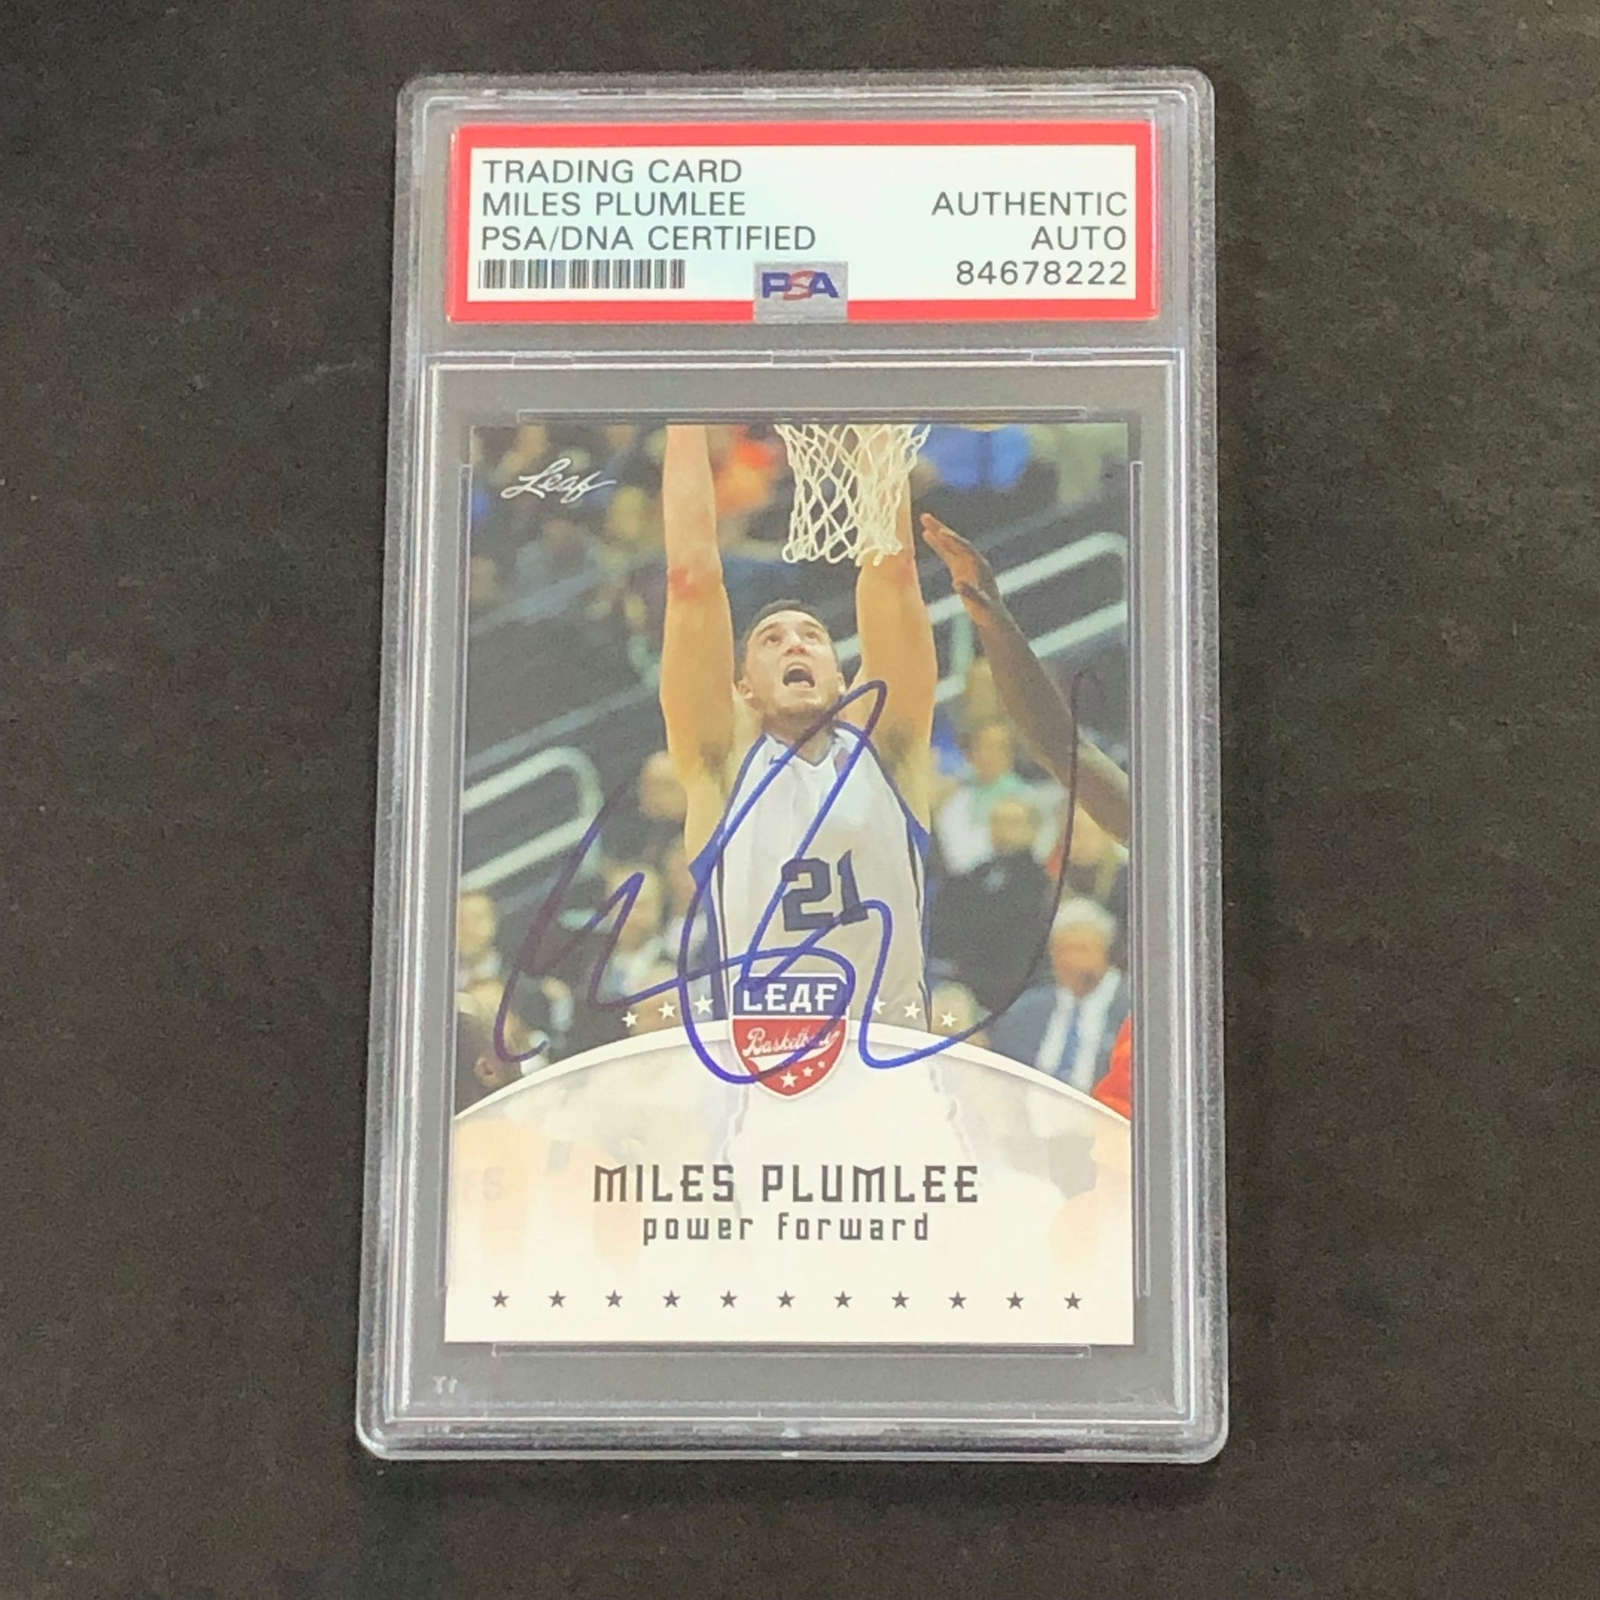 TRADING CARD
MILES PLUMLEE
PSA/DNA CERTIFIED
AUTHENTIC
AUTO
84678222
PSA
Leaf
21
LEAF
Basketball
MILES PLUMLEE
power forward